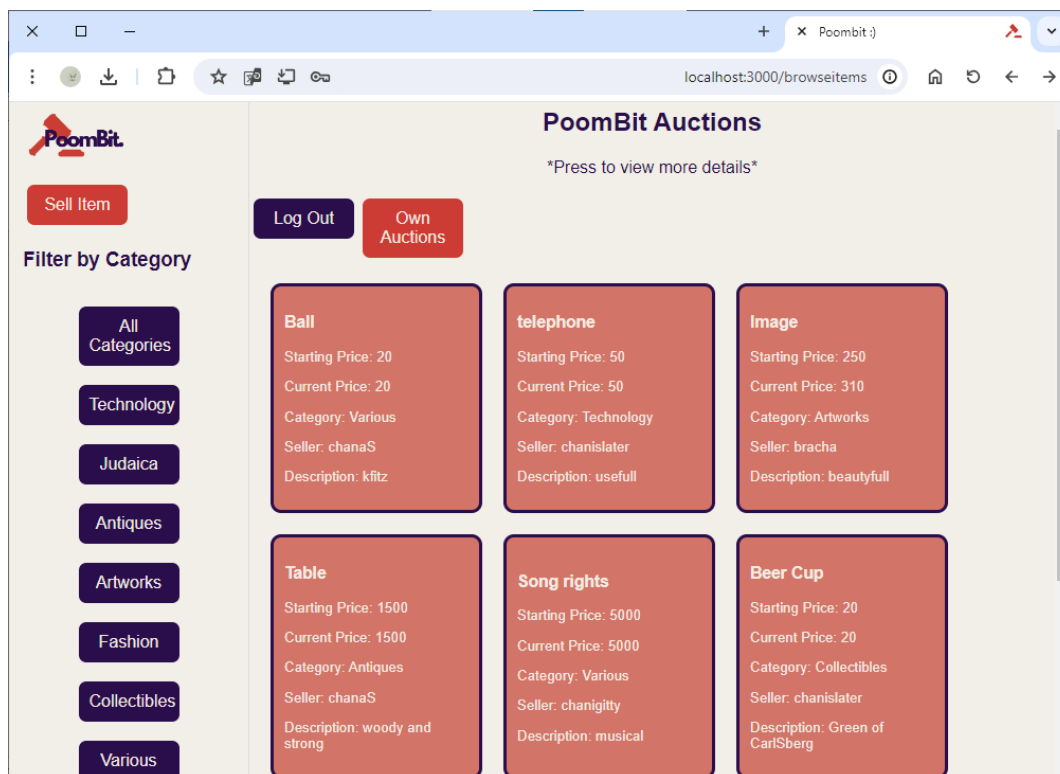 Poombit :)
localhost:3000/browseitems
PoomBit.
Sell Item
Filter by Category
All
Categories
Technology
Judaica
Antiques
Artworks
Fashion
Collectibles
Various
PoomBit Auctions
*Press to view more details*
Log Out
Own
Auctions
Ball
Starting Price: 20
Current Price: 20
Category: Various
Seller: chanaS
Description: kfitz
telephone
Starting Price: 50
Current Price: 50
Category: Technology
Seller: chanislater
Description: usefull
Image
Starting Price: 250
Current Price: 310
Category: Artworks
Seller: bracha
Description: beautyfull
Table
Starting Price: 1500
Current Price: 1500
Category: Antiques
Seller: chanaS
Description: woody and
strong
Song rights
Starting Price: 5000
Current Price: 5000
Category: Various
Seller: chanigitty
Description: musical
Beer Cup
Starting Price: 20
Current Price: 20
Category: Collectibles
Seller: chanislater
Description: Green of
CarlSberg